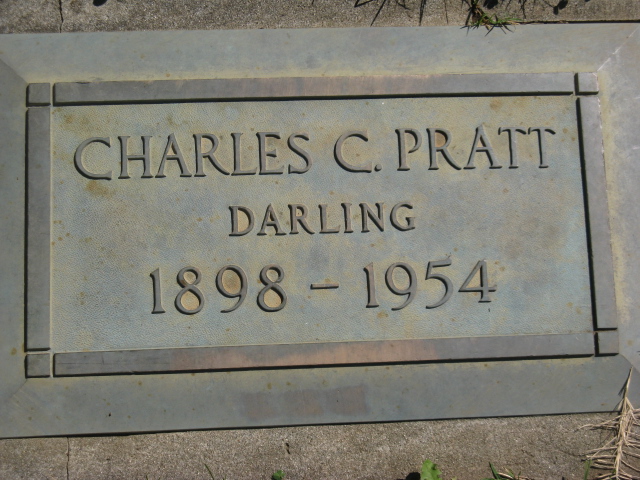 CHARLES C. PRATT
DARLING
1898 - 1954